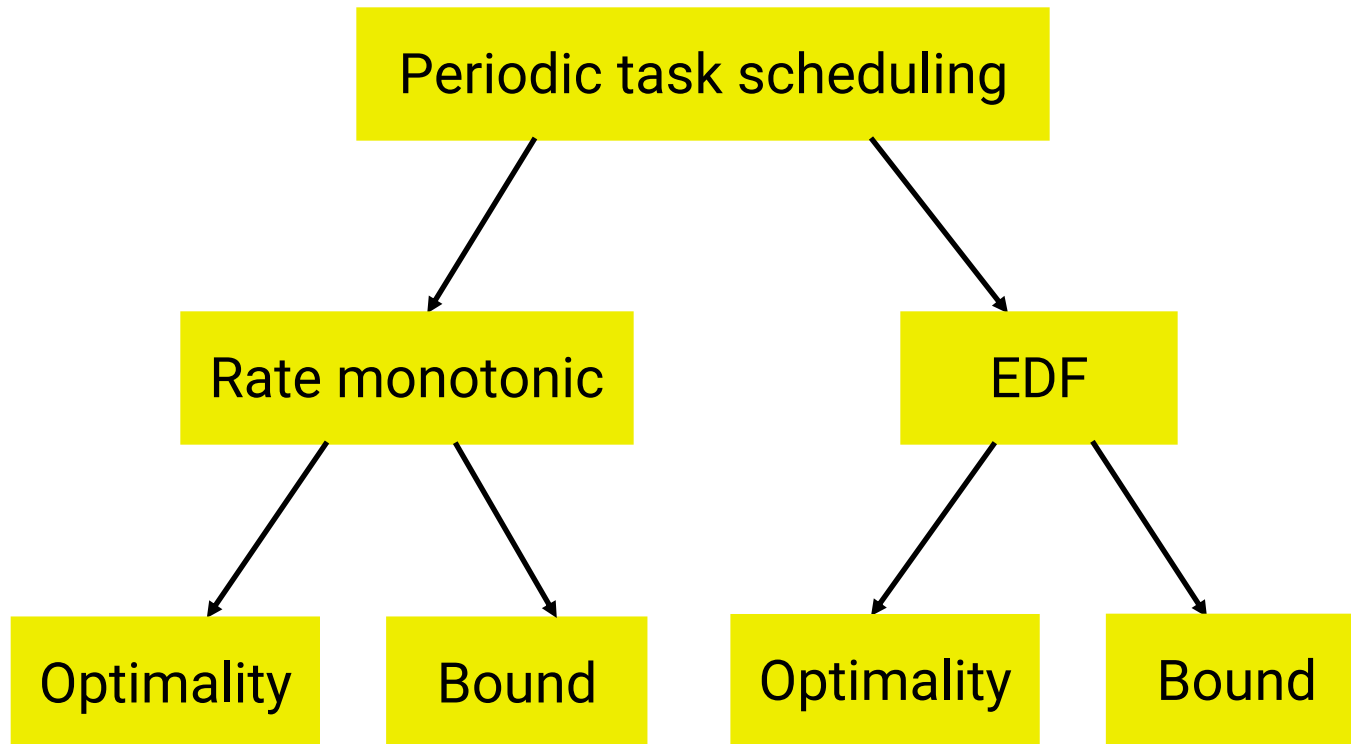 Periodic task scheduling
Rate monotonic
EDF
Optimality
Bound
Optimality
Bound